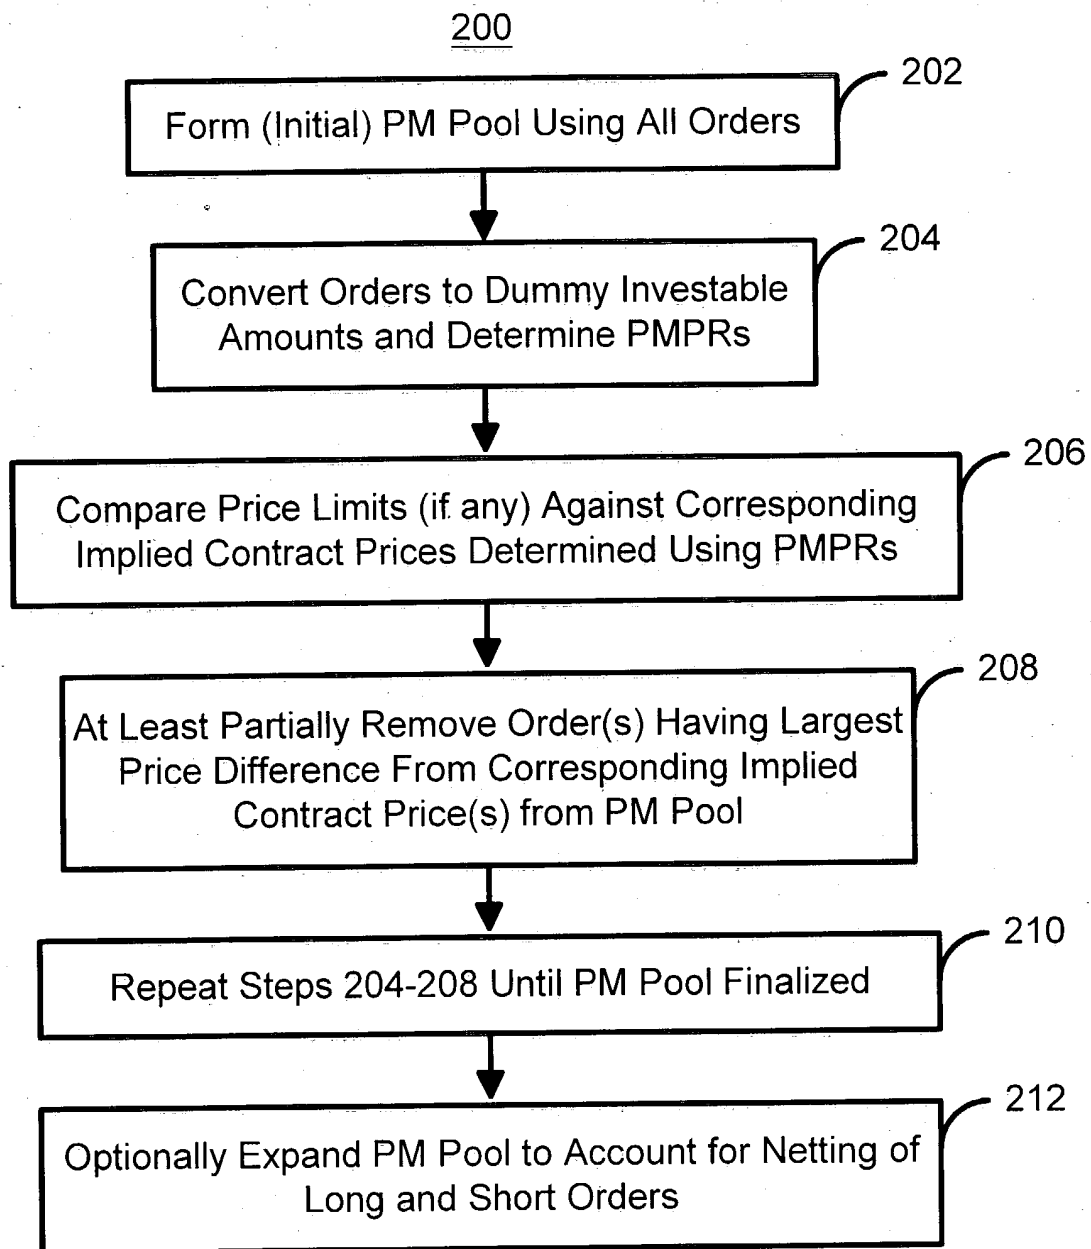 200
202
Form (Initial) PM Pool Using All Orders
204
Convert Orders to Dummy Investable
Amounts and Determine PMPRs
206
Compare Price Limits (if any) Against Corresponding
Implied Contract Prices Determined Using PMPRs
208
At Least Partially Remove Order(s) Having Largest
Price Difference From Corresponding Implied
Contract Price(s) from PM Pool
210
Repeat Steps 204-208 Until PM Pool Finalized
212
Optionally Expand PM Pool to Account for Netting of
Long and Short Orders